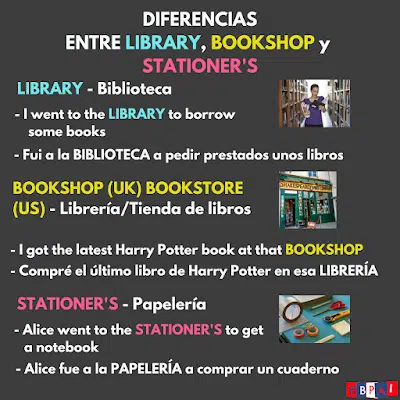 DIFERENCIAS
ENTRE LIBRARY, BOOKSHOP y
STATIONER'S
LIBRARY - Biblioteca
- I went to the LIBRARY to borrow
some books
- Fui a la BIBLIOTECA a pedir prestados unos libros
BOOKSHOP (UK) BOOKSTORE
(US) - Librería/Tienda de libros
- I got the latest Harry Potter book at that BOOKSHOP
- Compré el último libro de Harry Potter en esa LIBRERÍA
STATIONER'S - Papelería
- Alice went to the STATIONER'S to get
a notebook
- Alice fue a la PAPELERÍA a comprar un cuaderno